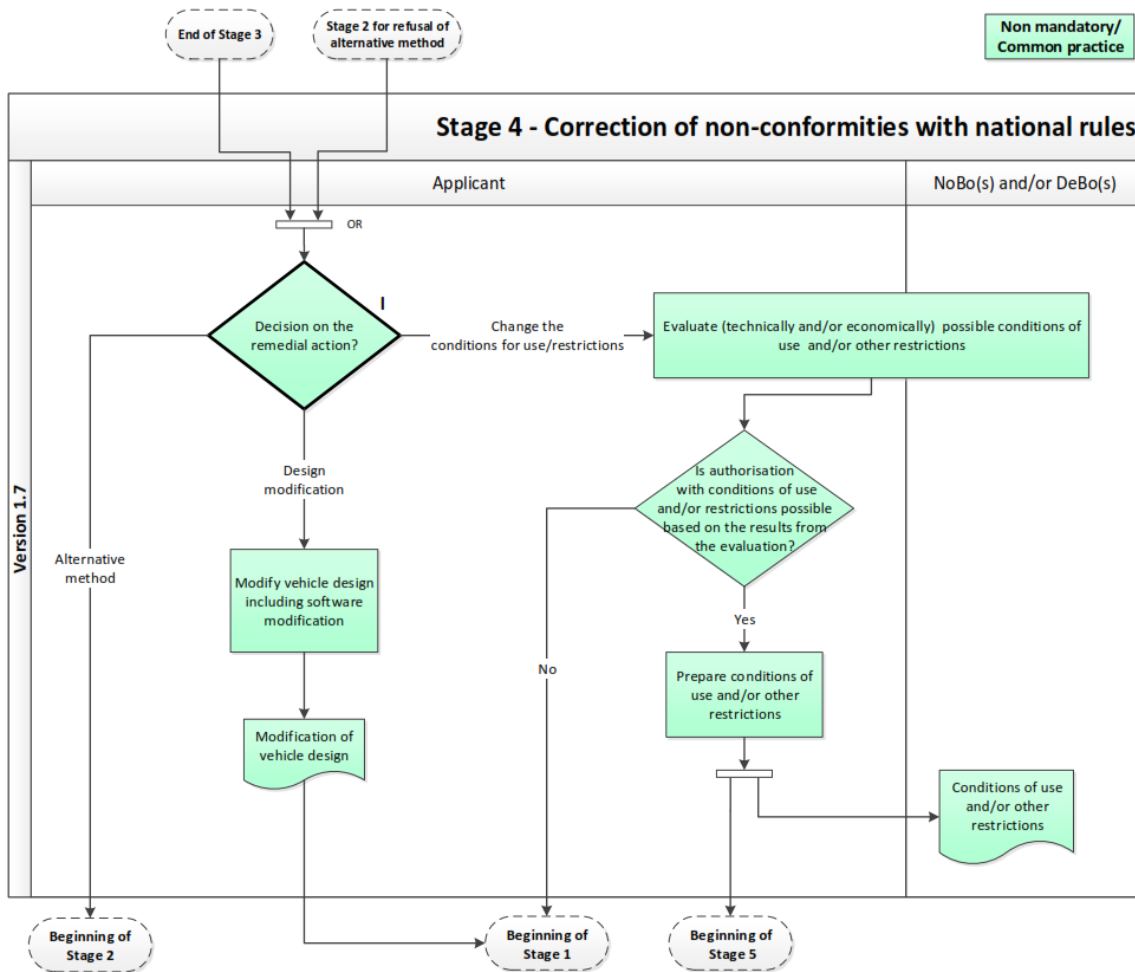 End of Stage 3
Stage 2 for refusal of
alternative method
Non mandatory/
Common practice
Stage 4 - Correction of non-conformities with national rules
Applicant
NoBo(s) and/or DeBo(s)
Version 1.7
OR
I
Decision on the
remedial action?
Change the
conditions for use/restrictions
Evaluate (technically and/or economically) possible conditions of
use and/or other restrictions
Design
modification
Is authorisation
with conditions of use
and/or restrictions possible
based on the results from
the evaluation?
Alternative
method
Modify vehicle design
including software
modification
Yes
No
Prepare conditions of
use and/or other
restrictions
Modification of
vehicle design
Conditions of use
and/or other
restrictions
Beginning of
Stage 2
Beginning of
Stage 1
Beginning of
Stage 5